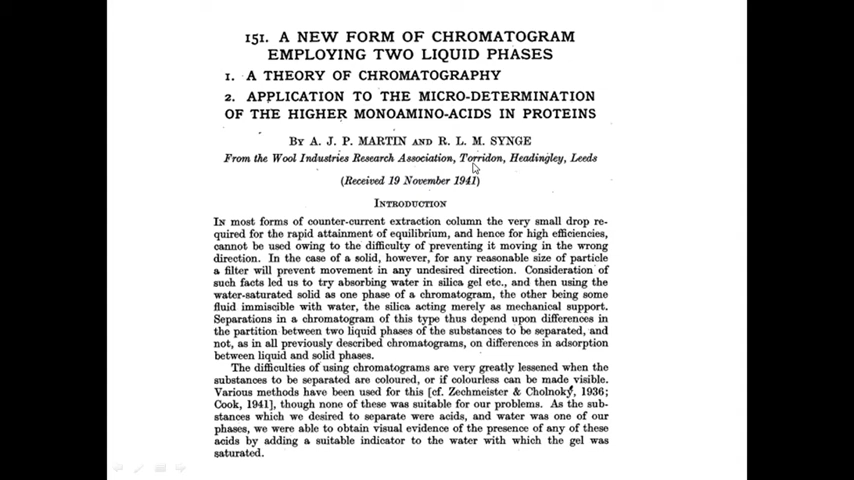 151. A NEW FORM OF CHROMATOGRAM
EMPLOYING TWO LIQUID PHASES
1. A THEORY OF CHROMATOGRAPHY
2. APPLICATION TO THE MICRO-DETERMINATION
OF THE HIGHER MONOAMINO-ACIDS IN PROTEINS
BY A. J. P. MARTIN AND R. L. M. SYNGE
From the Wool Industries Research Association, Torridon, Headingley, Leeds
(Received 19 November 1941)
INTRODUCTION
IN most forms of counter-current extraction column the very small drop re-
quired for the rapid attainment of equilibrium, and hence for high efficiencies,
cannot be used owing to the difficulty of preventing it moving in the wrong
direction. In the case of a solid, however, for any reasonable size of particle
a filter will prevent movement in any undesired direction. Consideration of
such facts led us to try absorbing water in silica gel etc., and then using the
water-saturated solid as one phase of a chromatogram, the other being some
fluid immiscible with water, the silica acting merely as mechanical support.
Separations in a chromatogram of this type thus depend upon differences in
the partition between two liquid phases of the substances to be separated, and
not, as in all previously described chromatograms, on differences in adsorption
between liquid and solid phases.
The difficulties of using chromatograms are very greatly lessened when the
substances to be separated are coloured, or if colourless can be made visible.
Various methods have been used for this [cf. Zechmeister & Cholnoky, 1936;
Cook, 1941], though none of these was suitable for our problems. As the sub-
stances which we desired to separate were acids, and water was one of our
phases, we were able to obtain visual evidence of the presence of any of these
acids by adding a suitable indicator to the water with which the gel was
saturated.